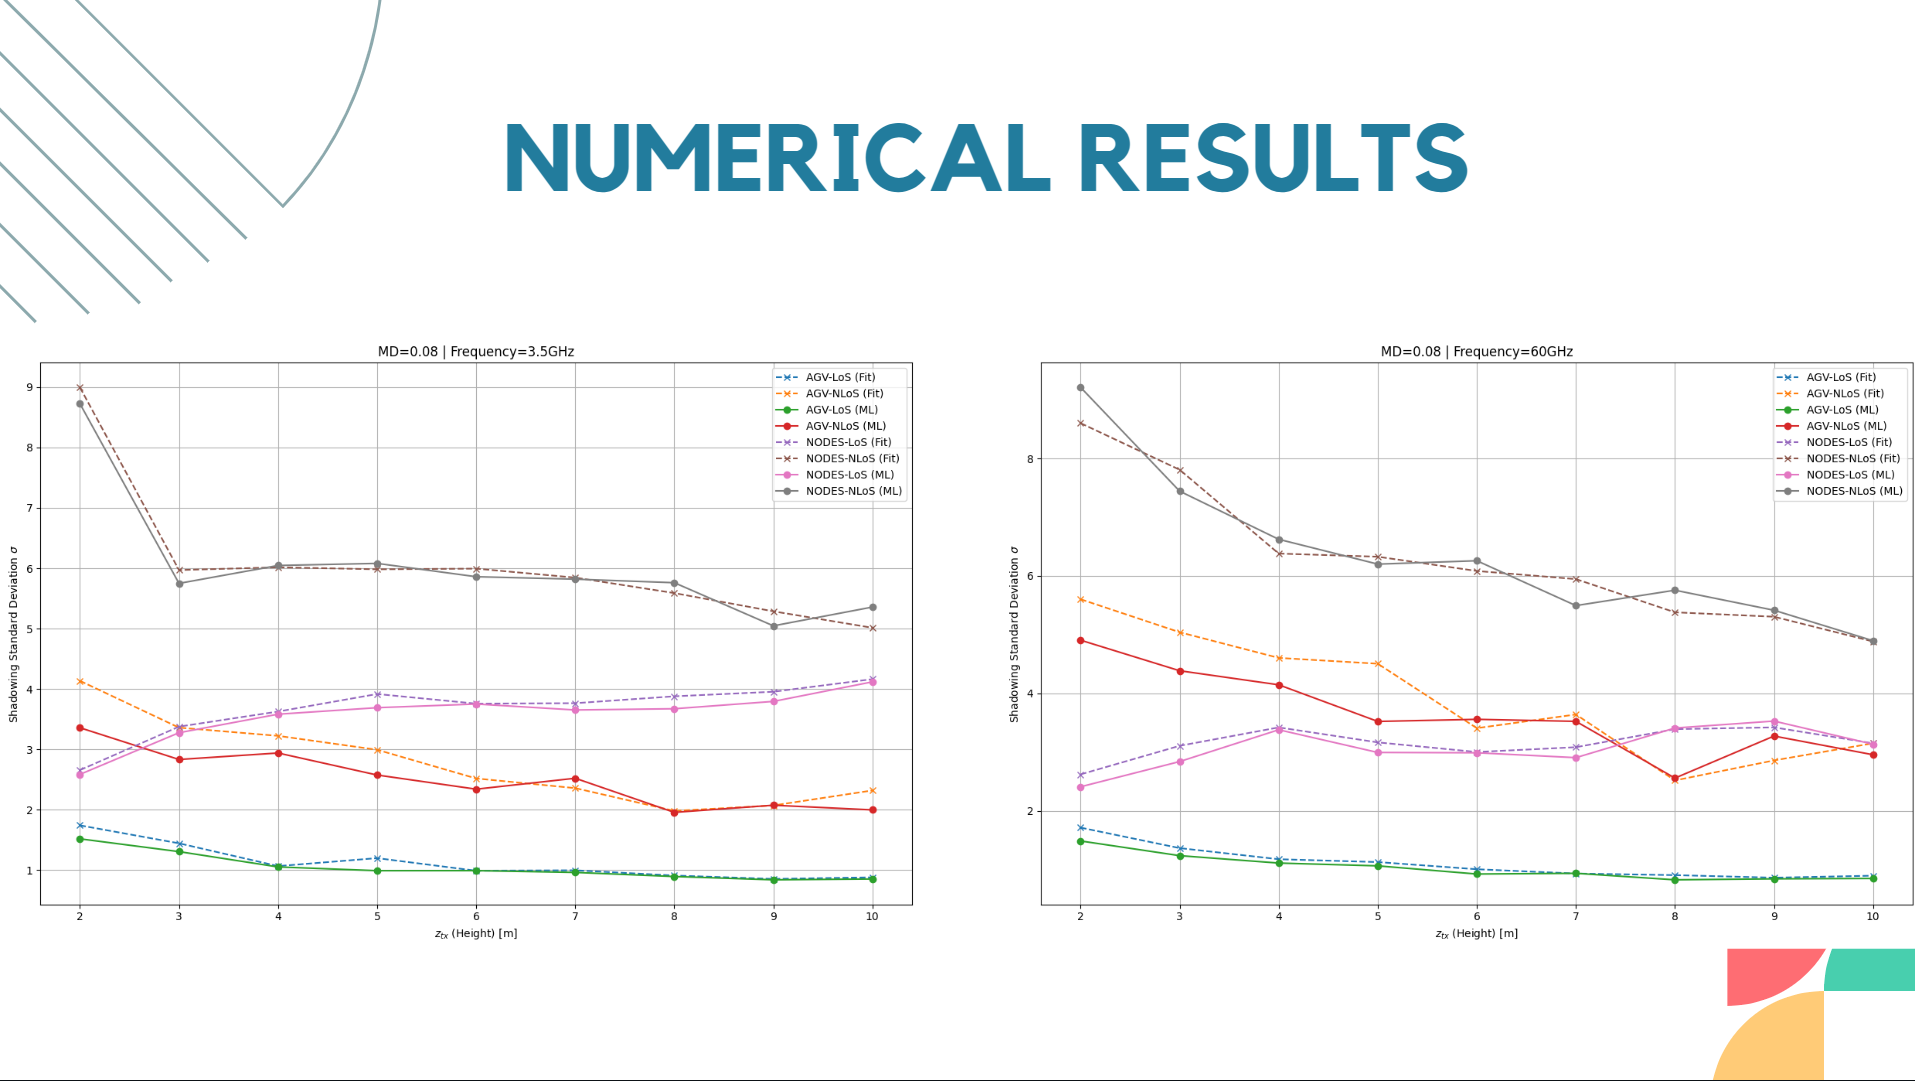 NUMERICAL RESULTS
MD=0.08 | Frequency=3.5GHz
AGV-LoS (Fit)
AGV-NLoS (Fit)
AGV-LoS (ML)
AGV-NLoS (ML)
NODES-LoS (Fit)
NODES-NLoS (Fit)
NODES-LoS (ML)
NODES-NLoS (ML)
Shadowing Standard Deviation σ
9
8
7
6
5
4
3
2
1
2 3 4 5 6 7 8 9 10
z_tx (Height) [m]
MD=0.08 | Frequency=60GHz
AGV-LoS (Fit)
AGV-NLoS (Fit)
AGV-LoS (ML)
AGV-NLoS (ML)
NODES-LoS (Fit)
NODES-NLoS (Fit)
NODES-LoS (ML)
NODES-NLoS (ML)
Shadowing Standard Deviation σ
8
6
4
2
2 3 4 5 6 7 8 9 10
z_tx (Height) [m]